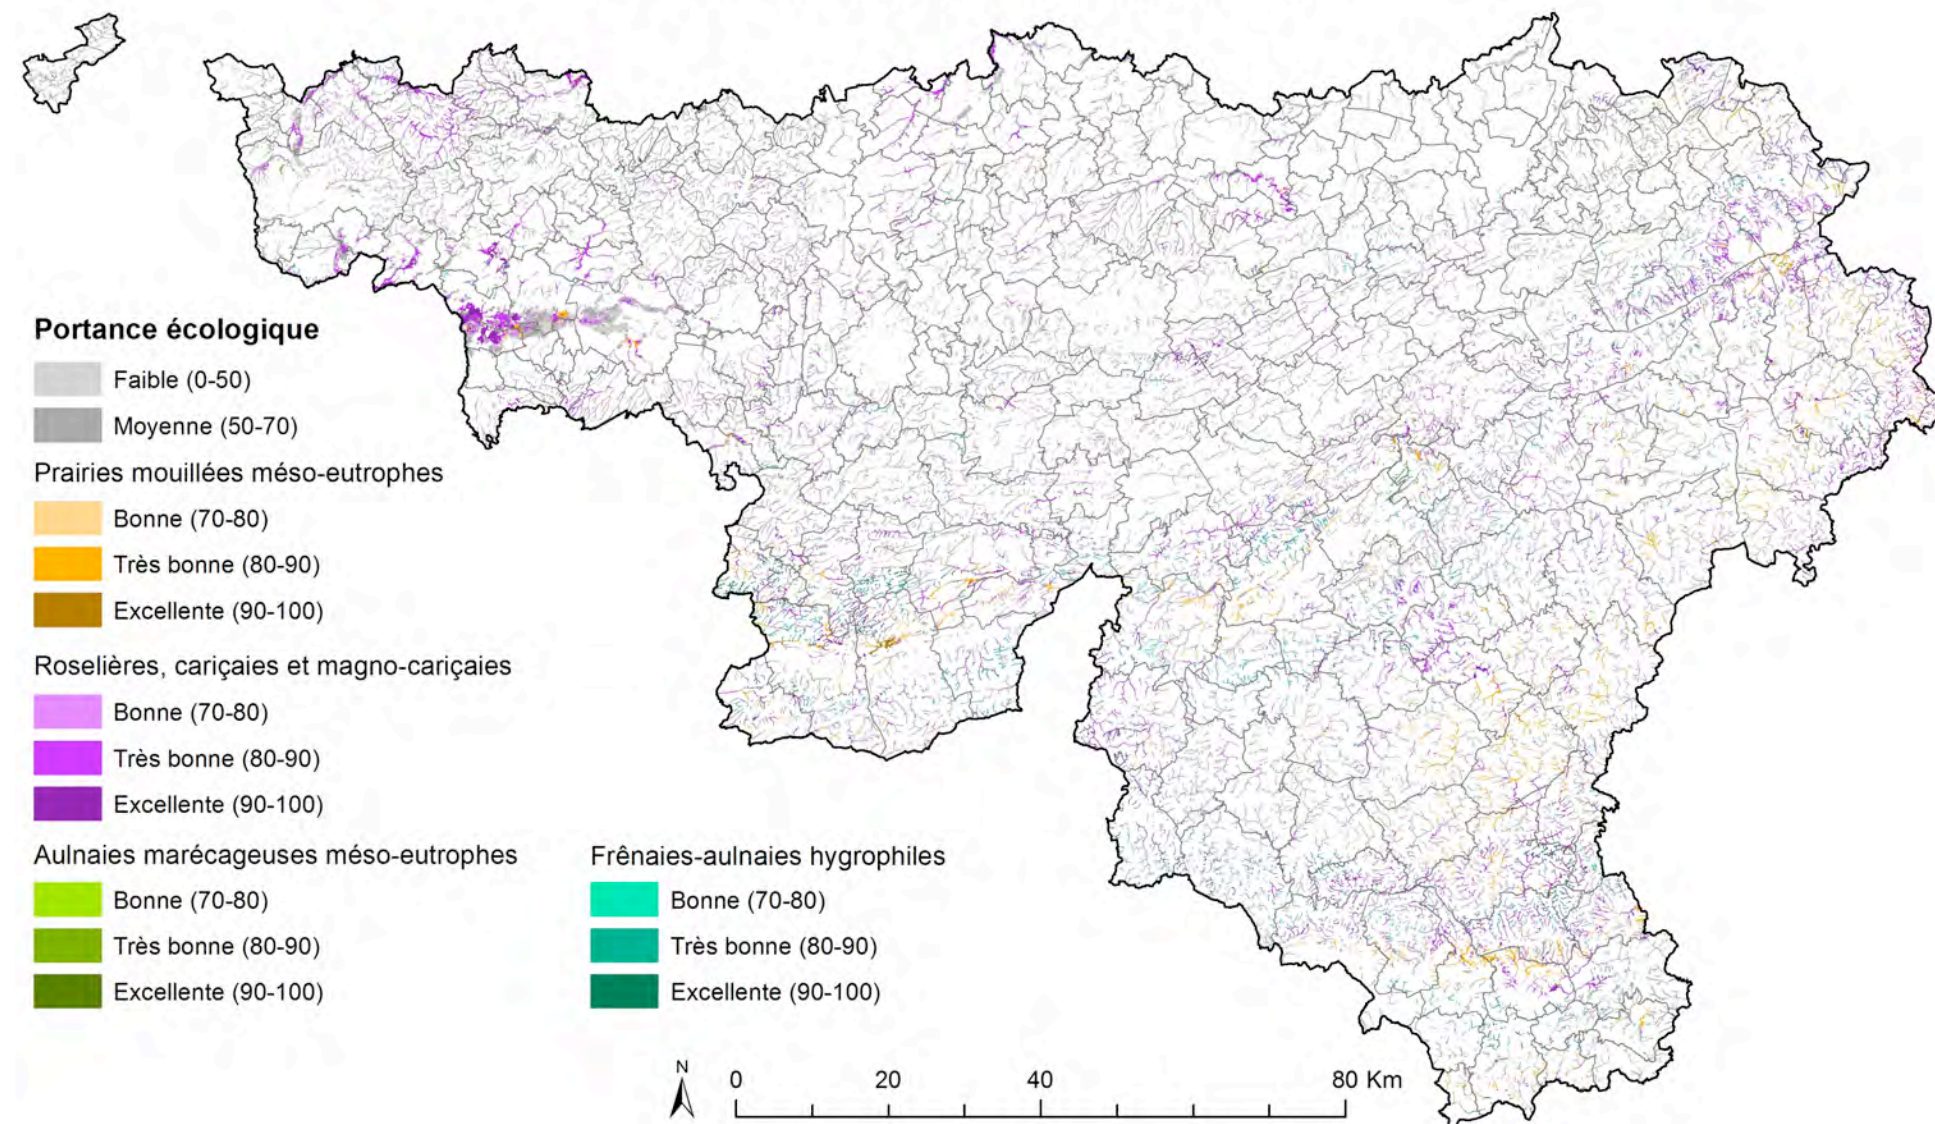 Portance écologique
Faible (0-50)
Moyenne (50-70)
Prairies mouillées méso-eutrophes
Bonne (70-80)
Très bonne (80-90)
Excellente (90-100)
Roselières, cariçaies et magno-cariçaies
Bonne (70-80)
Très bonne (80-90)
Excellente (90-100)
Aulnaies marécageuses méso-eutrophes
Bonne (70-80)
Très bonne (80-90)
Excellente (90-100)
Frênaies-aulnaies hygrophiles
Bonne (70-80)
Très bonne (80-90)
Excellente (90-100)
N
0 20 40 80 Km